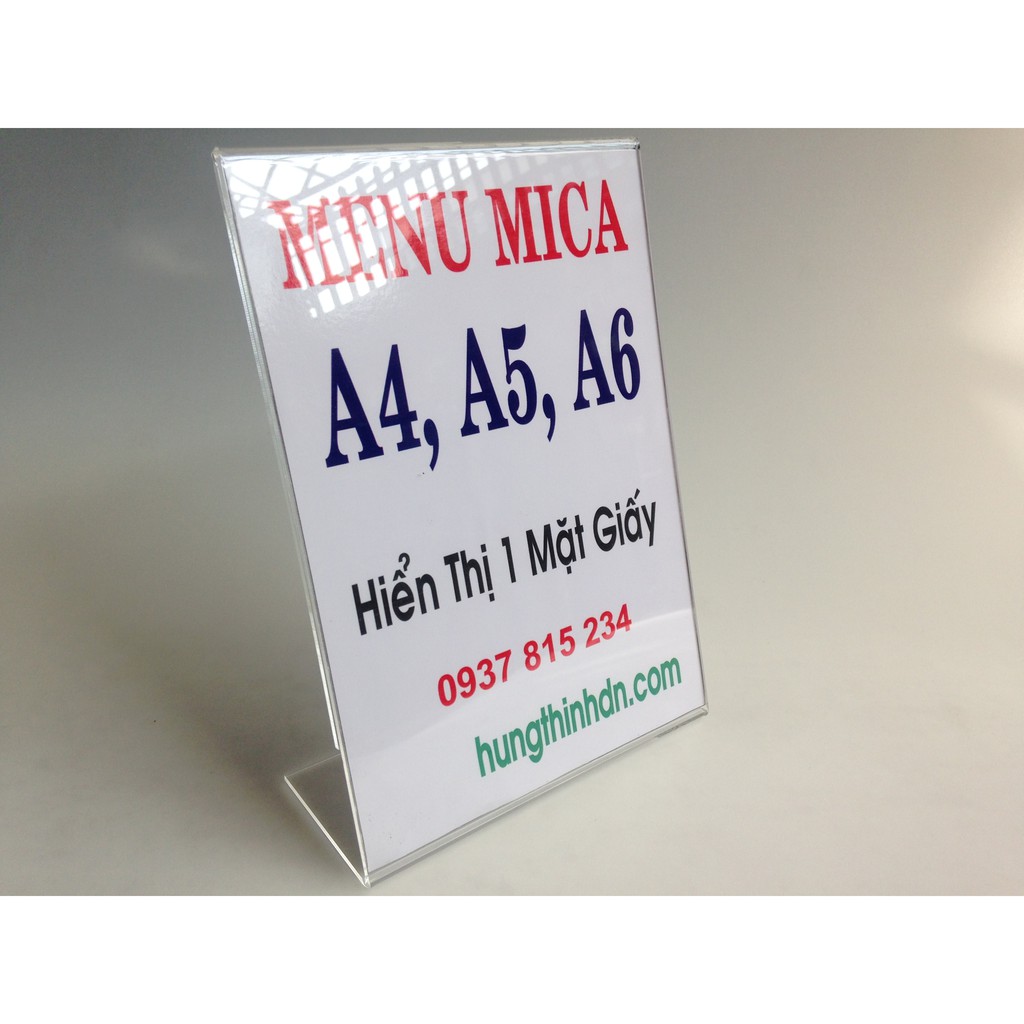 MENU MICA
A4, A5, A6
Hiển Thị 1 Mặt Giấy
0937 815 234
hungthinhdn.com